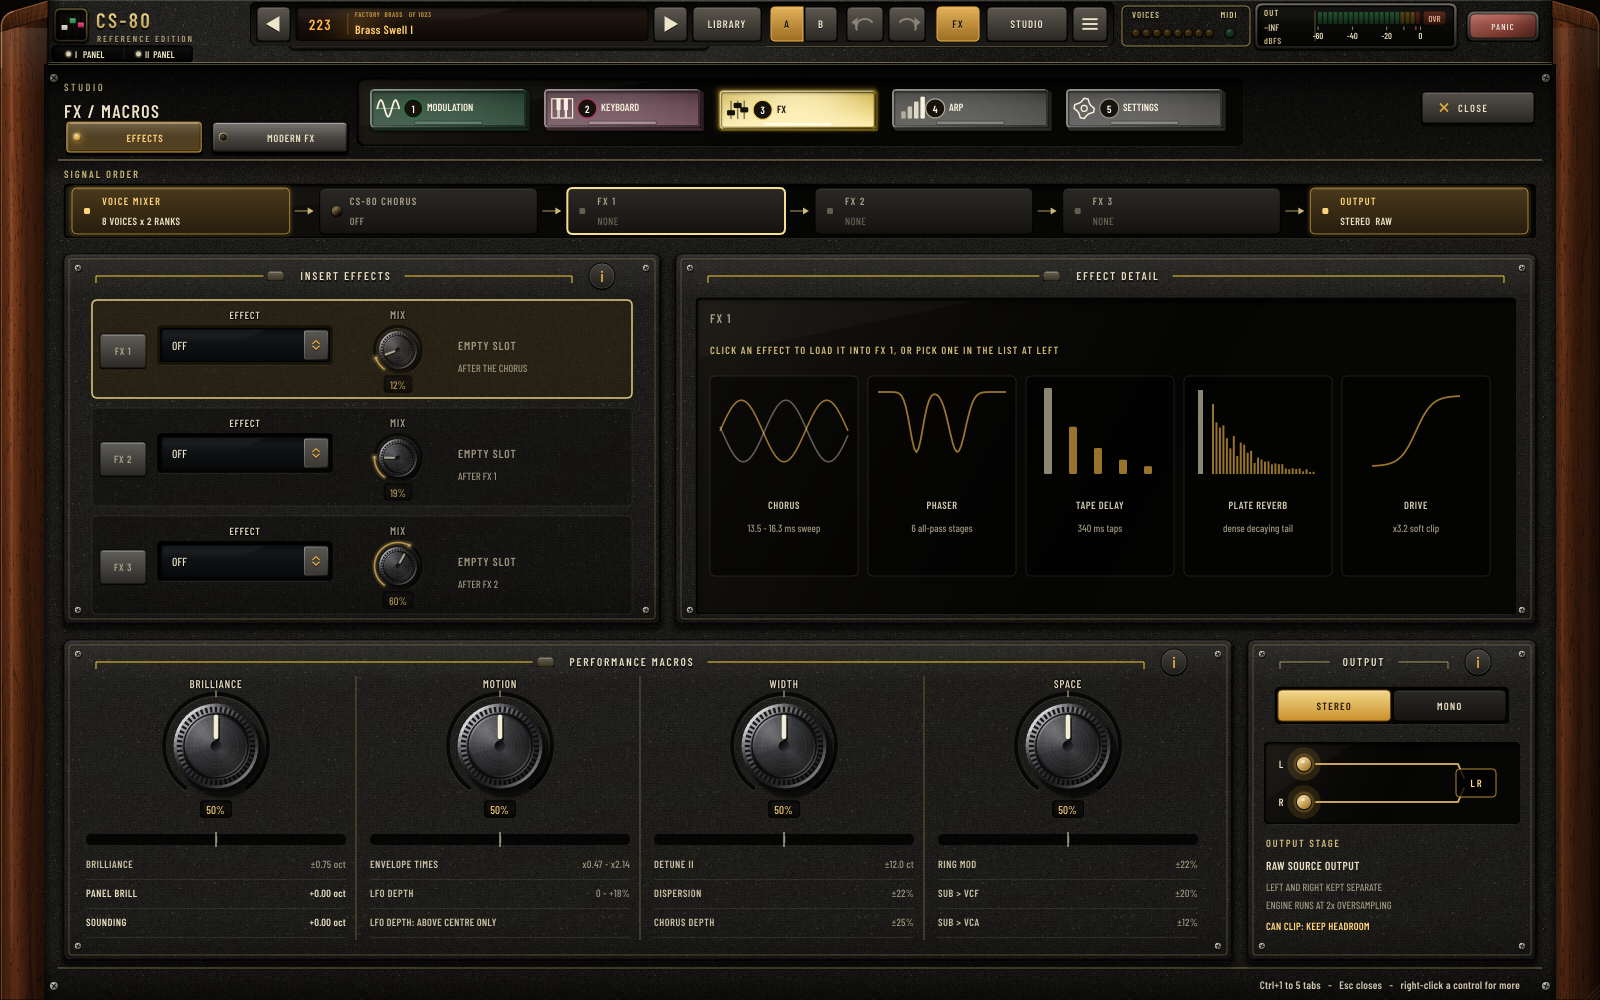 CS-80
REFERENCE EDITION
I PANEL
II PANEL
223
FACTORY BRASS OF 1023
Brass Swell I
LIBRARY
A
B
FX
STUDIO
VOICES
MIDI
OUT
-INF
dBFS
-60
-40
-20
0
OVR
PANIC
STUDIO
FX / MACROS
EFFECTS
MODERN FX
1 MODULATION
2 KEYBOARD
3 FX
4 ARP
5 SETTINGS
CLOSE
SIGNAL ORDER
VOICE MIXER
8 VOICES x 2 RANKS
CS-80 CHORUS
OFF
FX 1
NONE
FX 2
NONE
FX 3
NONE
OUTPUT
STEREO RAW
INSERT EFFECTS
i
EFFECT
MIX
FX 1
OFF
12%
EMPTY SLOT
AFTER THE CHORUS
EFFECT
MIX
FX 2
OFF
19%
EMPTY SLOT
AFTER FX 1
EFFECT
MIX
FX 3
OFF
60%
EMPTY SLOT
AFTER FX 2
EFFECT DETAIL
FX 1
CLICK AN EFFECT TO LOAD IT INTO FX 1, OR PICK ONE IN THE LIST AT LEFT
CHORUS
13.5 - 16.3 ms sweep
PHASER
6 all-pass stages
TAPE DELAY
340 ms taps
PLATE REVERB
dense decaying tail
DRIVE
x3.2 soft clip
PERFORMANCE MACROS
i
BRILLIANCE
50%
BRILLIANCE ±0.75 oct
PANEL BRILL +0.00 oct
SOUNDING +0.00 oct
MOTION
50%
ENVELOPE TIMES x0.47 - x2.14
LFO DEPTH 0 - +18%
LFO DEPTH: ABOVE CENTRE ONLY
WIDTH
50%
DETUNE II ±12.0 ct
DISPERSION ±22%
CHORUS DEPTH ±25%
SPACE
50%
RING MOD ±22%
SUB > VCF ±20%
SUB > VCA ±12%
OUTPUT
i
STEREO
MONO
L
R
LR
OUTPUT STAGE
RAW SOURCE OUTPUT
LEFT AND RIGHT KEPT SEPARATE
ENGINE RUNS AT 2x OVERSAMPLING
CAN CLIP: KEEP HEADROOM
Ctrl+1 to 5 tabs - Esc closes - right-click a control for more